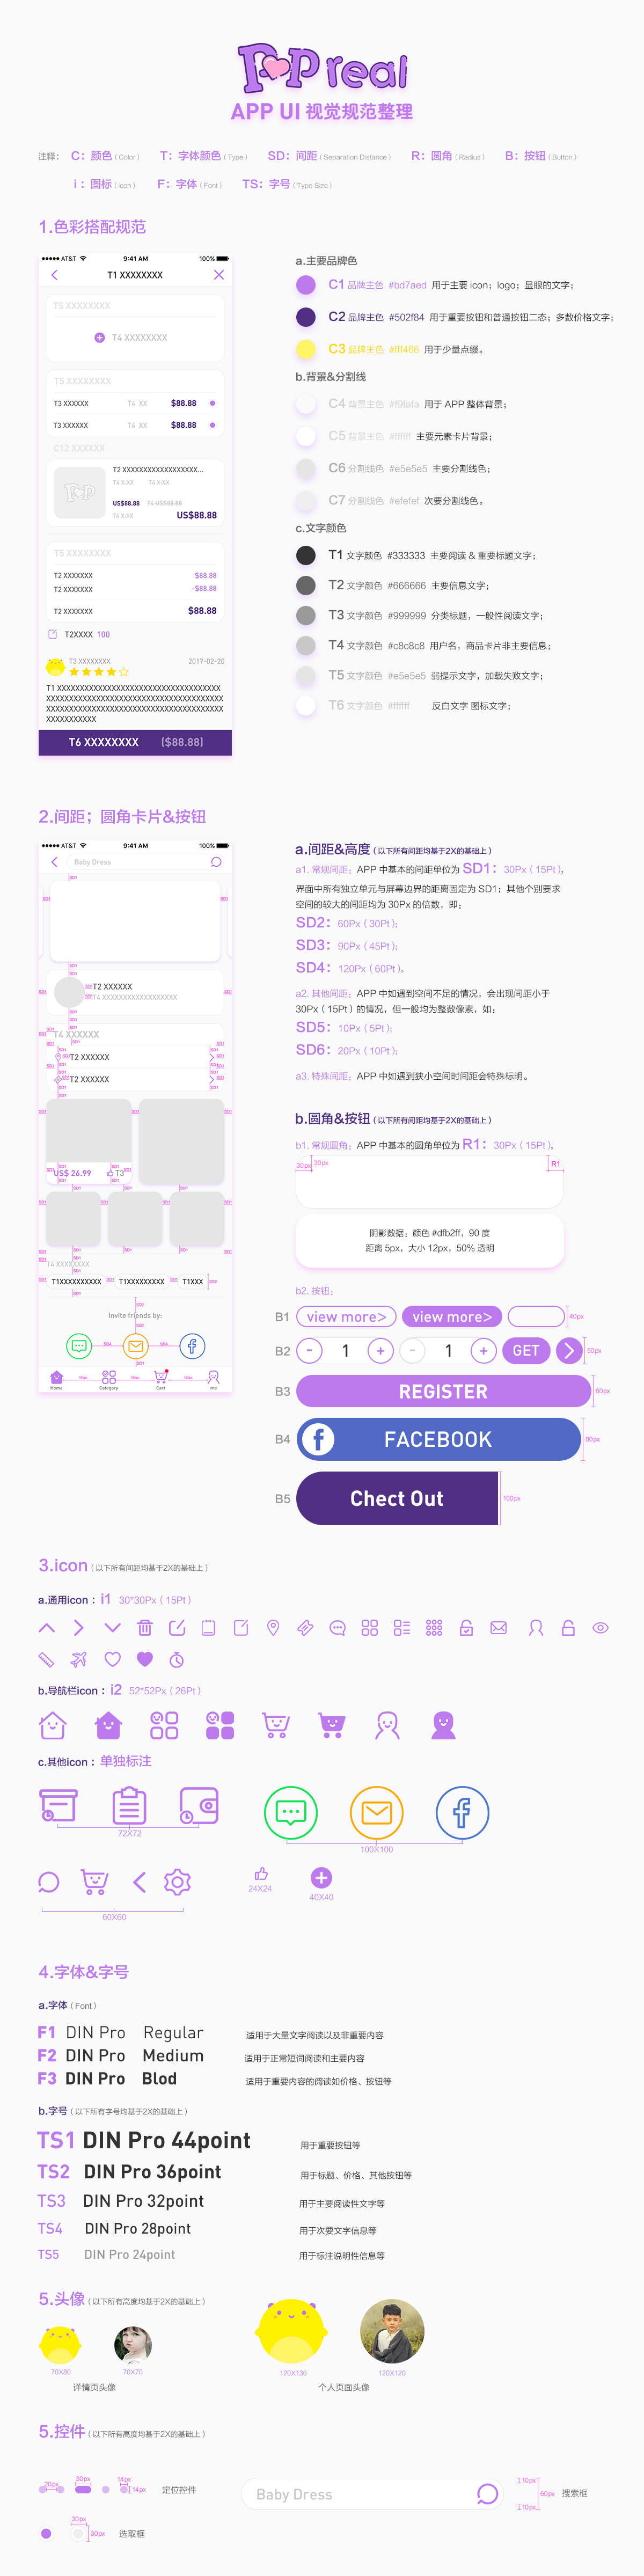 PoP real
APP UI 视觉规范整理
注释： C：颜色（Color） T：字体颜色（Type） SD：间距（Separation Distance） R：圆角（Radius） B：按钮（Button）
i：图标（icon） F：字体（Font） TS：字号（Type Size）
1.色彩搭配规范
AT&T 9:41 AM 100%
T1 XXXXXXXX
T5 XXXXXXXX
T4 XXXXXXXX
T5 XXXXXXXX
T3 XXXXXX T4 XX $88.88
T3 XXXXXX T4 XX $88.88
C12 XXXXXXX
T2 XXXXXXXXXXXXXXXXXX...
T4 X:XX T4 X:XX
US$88.88 T4 US$88.88
T4 X:XX US$88.88
T5 XXXXXXXX
T2 XXXXXXX $88.88
T2 XXXXXXX -$88.88
T2 XXXXXXX $88.88
T2XXXX 100
T3 XXXXXXXX 2017-02-20
T6 XXXXXXXX ($88.88)
a.主要品牌色
C1 品牌主色 #bd7aed 用于主要 icon；logo；显眼的文字；
C2 品牌主色 #502f84 用于重要按钮和普通按钮二态；多数价格文字；
C3 品牌主色 #fff466 用于少量点缀。
b.背景&分割线
C4 背景主色 #f9fafa 用于 APP 整体背景；
C5 背景主色 #ffffff 主要元素卡片背景；
C6 分割线色 #e5e5e5 主要分割线色；
C7 分割线色 #efefef 次要分割线色。
c.文字颜色
T1 文字颜色 #333333 主要阅读 & 重要标题文字；
T2 文字颜色 #666666 主要信息文字；
T3 文字颜色 #999999 分类标题，一般性阅读文字；
T4 文字颜色 #c8c8c8 用户名，商品卡片非主要信息；
T5 文字颜色 #e5e5e5 弱提示文字，加载失效文字；
T6 文字颜色 #ffffff 反白文字 图标文字；
2.间距；圆角卡片&按钮
AT&T 9:41 AM 100%
Baby Dress
T2 XXXXXX
T4 XXXXXXXXXXXXXXXXXX
T4 XXXXXX
T2 XXXXXX
T2 XXXXXX
US$ 26.99 T3
T4 XXXXXXXX
T1XXXXXXXXXX T1XXXXXXXXX T1XXX
Invite friends by:
Home Category Cart me
a.间距&高度（以下所有间距均基于2X的基础上）
a1. 常规间距；APP 中基本的间距单位为 SD1：30Px（15Pt），
界面中所有独立单元与屏幕边界的距离固定为 SD1；其他个别要求
空间的较大的间距均为 30Px 的倍数，即；
SD2：60Px（30Pt）；
SD3：90Px（45Pt）；
SD4：120Px（60Pt）。
a2. 其他间距；APP 中如遇到空间不足的情况，会出现间距小于
30Px（15Pt）的情况，但一般均为整数像素，如；
SD5：10Px（5Pt）；
SD6：20Px（10Pt）；
a3. 特殊间距；APP 中如遇到狭小空间时间距会特殊标明。
b.圆角&按钮（以下所有间距均基于2X的基础上）
b1. 常规圆角；APP 中基本的圆角单位为 R1：30Px（15Pt），
30px 30px R1
阴影数据；颜色 #dfb2ff，90 度
距离 5px，大小 12px，50% 透明
b2. 按钮；
B1 view more> view more> 40px
B2 - 1 + - 1 + GET 50px
B3 REGISTER 60px
B4 FACEBOOK 80px
B5 Chect Out 100px
3.icon（以下所有间距均基于2X的基础上）
a.通用icon： i1 30*30Px（15Pt）
b.导航栏icon： i2 52*52Px（26Pt）
c.其他icon：单独标注
72X72
100X100
60X60
24X24
40X40
4.字体&字号
a.字体（Font）
F1 DIN Pro Regular 适用于大量文字阅读以及非重要内容
F2 DIN Pro Medium 适用于正常短词阅读和主要内容
F3 DIN Pro Blod 适用于重要内容的阅读如价格、按钮等
b.字号（以下所有字号均基于2X的基础上）
TS1 DIN Pro 44point 用于重要按钮等
TS2 DIN Pro 36point 用于标题、价格、其他按钮等
TS3 DIN Pro 32point 用于主要阅读性文字等
TS4 DIN Pro 28point 用于次要文字信息等
TS5 DIN Pro 24point 用于标注说明性信息等
5.头像（以下所有高度均基于2X的基础上）
70X80 70X70 120X136 120X120
详情页头像 个人页面头像
5.控件（以下所有高度均基于2X的基础上）
20px 30px 14px 14px 定位控件
Baby Dress 10px 60px 10px 搜索框
30px 30px 选取框